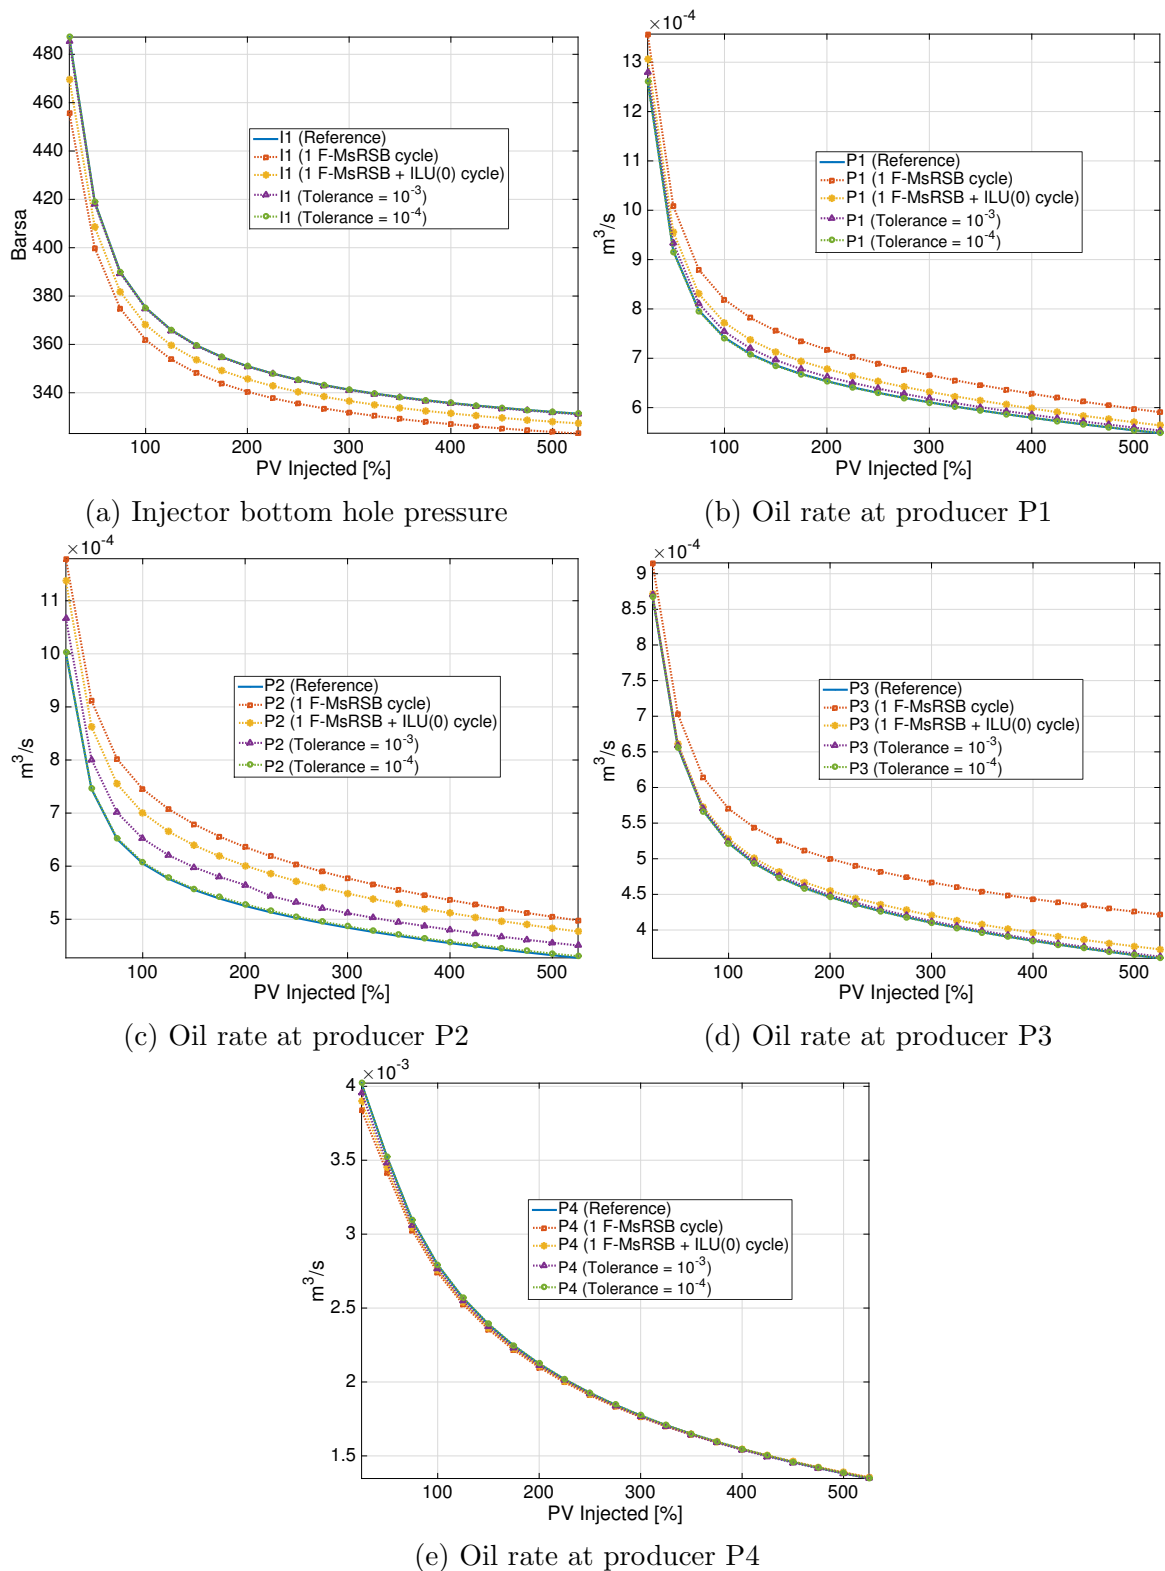 480
460
440
420
400
380
360
340
Barsa
I1 (Reference)
I1 (1 F-MsRSB cycle)
I1 (1 F-MsRSB + ILU(0) cycle)
I1 (Tolerance = 10⁻³)
I1 (Tolerance = 10⁻⁴)
100 200 300 400 500
PV Injected [%]
(a) Injector bottom hole pressure
×10⁻⁴
13
12
11
10
9
8
7
6
m³/s
P1 (Reference)
P1 (1 F-MsRSB cycle)
P1 (1 F-MsRSB + ILU(0) cycle)
P1 (Tolerance = 10⁻³)
P1 (Tolerance = 10⁻⁴)
100 200 300 400 500
PV Injected [%]
(b) Oil rate at producer P1
×10⁻⁴
11
10
9
8
7
6
5
m³/s
P2 (Reference)
P2 (1 F-MsRSB cycle)
P2 (1 F-MsRSB + ILU(0) cycle)
P2 (Tolerance = 10⁻³)
P2 (Tolerance = 10⁻⁴)
100 200 300 400 500
PV Injected [%]
(c) Oil rate at producer P2
×10⁻⁴
9
8.5
8
7.5
7
6.5
6
5.5
5
4.5
4
m³/s
P3 (Reference)
P3 (1 F-MsRSB cycle)
P3 (1 F-MsRSB + ILU(0) cycle)
P3 (Tolerance = 10⁻³)
P3 (Tolerance = 10⁻⁴)
100 200 300 400 500
PV Injected [%]
(d) Oil rate at producer P3
×10⁻³
4
3.5
3
2.5
2
1.5
m³/s
P4 (Reference)
P4 (1 F-MsRSB cycle)
P4 (1 F-MsRSB + ILU(0) cycle)
P4 (Tolerance = 10⁻³)
P4 (Tolerance = 10⁻⁴)
100 200 300 400 500
PV Injected [%]
(e) Oil rate at producer P4